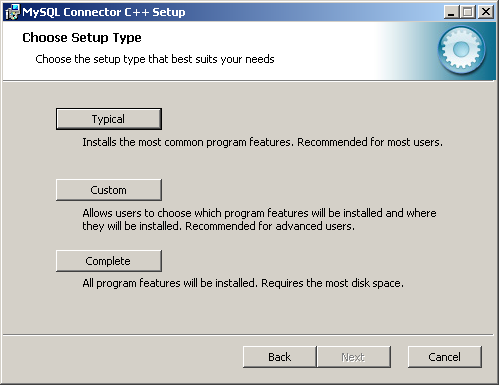 MySQL Connector C++ Setup
Choose Setup Type
Choose the setup type that best suits your needs
Typical
Installs the most common program features. Recommended for most users.
Custom
Allows users to choose which program features will be installed and where
they will be installed. Recommended for advanced users.
Complete
All program features will be installed. Requires the most disk space.
Back Next Cancel